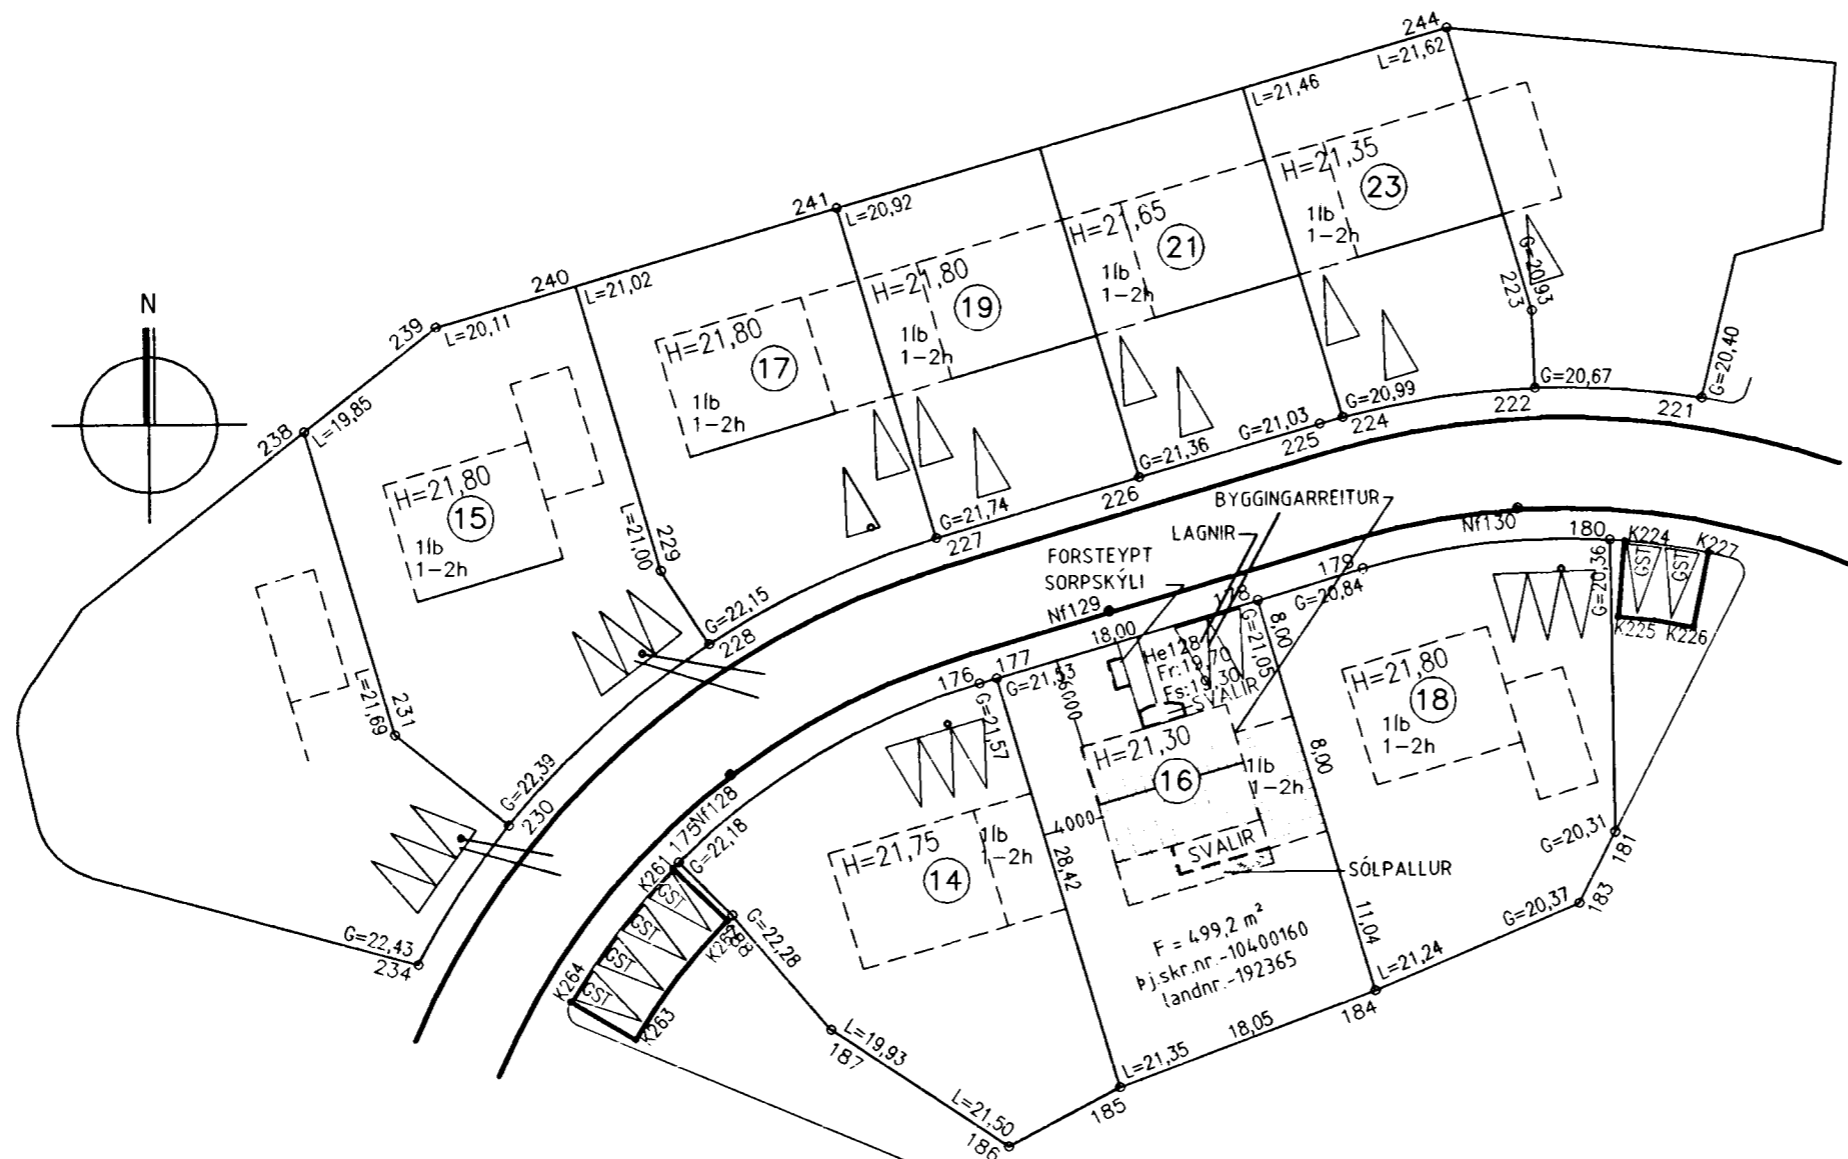 244
L=21,62
L=21,46
H=21,35
23
1íb
1-2h
G=20,93
223
241
L=20,92
H=21,65
21
1íb
1-2h
240
L=21,02
H=21,80
19
1íb
1-2h
N
239
L=20,11
H=21,80
17
1íb
1-2h
238
L=19,85
H=21,80
15
1íb
1-2h
G=20,40
G=20,67
222
221
G=20,99
224
G=21,03
225
G=21,36
226
G=21,74
227
229
L=21,00
G=22,15
228
231
L=21,69
G=22,39
230
G=22,43
234
BYGGINGARREITUR
LAGNIR
FORSTEYPT
SORPSKÝLI
Nf130
180
K224
K227
GST
GST
G=20,36
K225
K226
179
G=20,84
178
Nf129
18,00
8,00
G=21,05
He128
Fr:19,70
Fs:19,30
SVALIR
177
176
G=21,53
G=21,57
6000
H=21,30
16
1íb
1-2h
8,00
H=21,80
18
1íb
1-2h
Nf128
175
G=22,18
K261
4000
H=21,75
14
1íb
1-2h
28,42
SVALIR
SÓLPALLUR
G=20,31
181
G=20,37
183
GST
GST
GST
GST
K262
188
G=22,28
K264
K263
F = 499,2 m²
Þj.skr.nr.-10400160
landnr.-192365
11,04
L=21,24
184
18,05
L=21,35
185
L=19,93
187
L=21,50
186